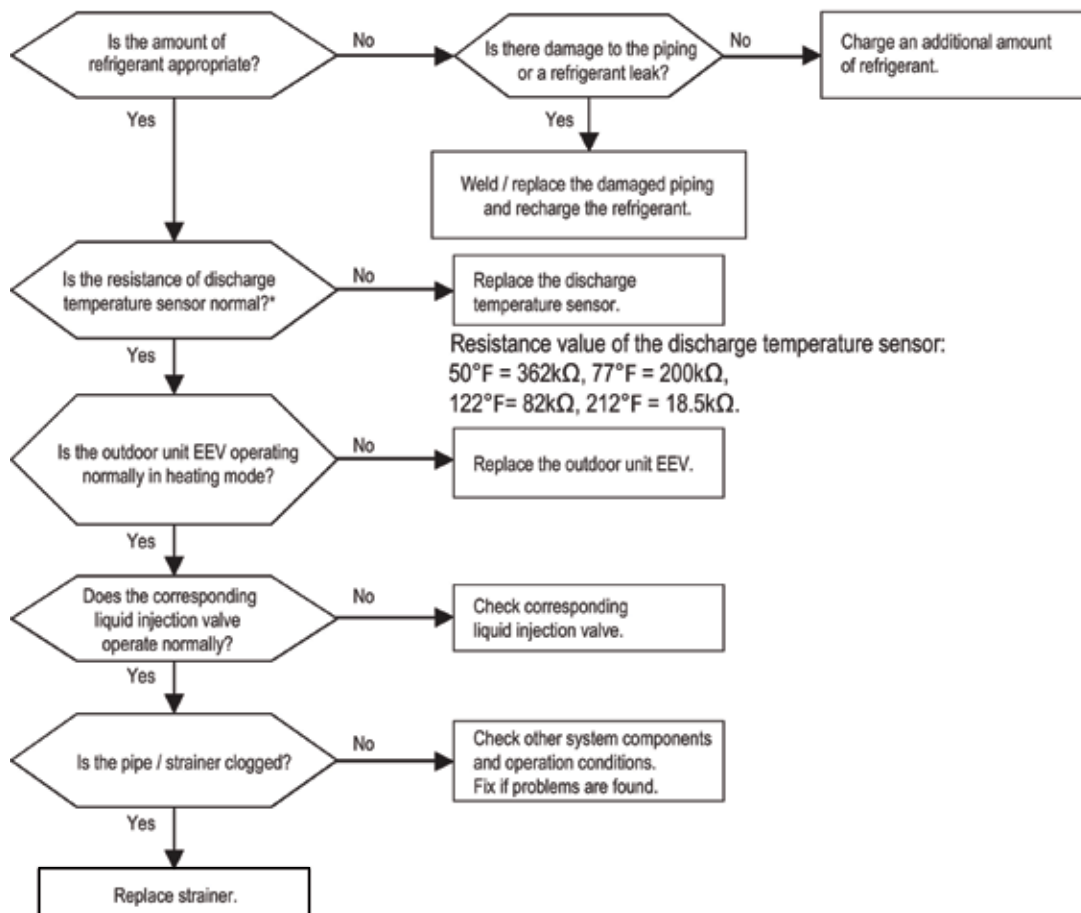 Is the amount of
refrigerant appropriate?
No
Is there damage to the piping
or a refrigerant leak?
No
Charge an additional amount
of refrigerant.
Yes
Yes
Weld / replace the damaged piping
and recharge the refrigerant.
Is the resistance of discharge
temperature sensor normal?*
No
Replace the discharge
temperature sensor.
Resistance value of the discharge temperature sensor:
50°F = 362kΩ, 77°F = 200kΩ,
122°F= 82kΩ, 212°F = 18.5kΩ.
Yes
Is the outdoor unit EEV operating
normally in heating mode?
No
Replace the outdoor unit EEV.
Yes
Does the corresponding
liquid injection valve
operate normally?
No
Check corresponding
liquid injection valve.
Yes
Is the pipe / strainer clogged?
No
Check other system components
and operation conditions.
Fix if problems are found.
Yes
Replace strainer.